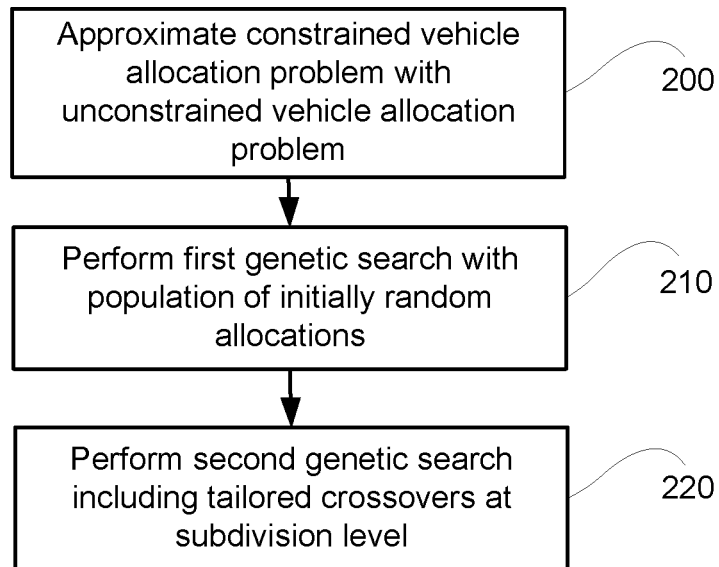 Approximate constrained vehicle
allocation problem with
unconstrained vehicle allocation
problem
200
Perform first genetic search with
population of initially random
allocations
210
Perform second genetic search
including tailored crossovers at
subdivision level
220